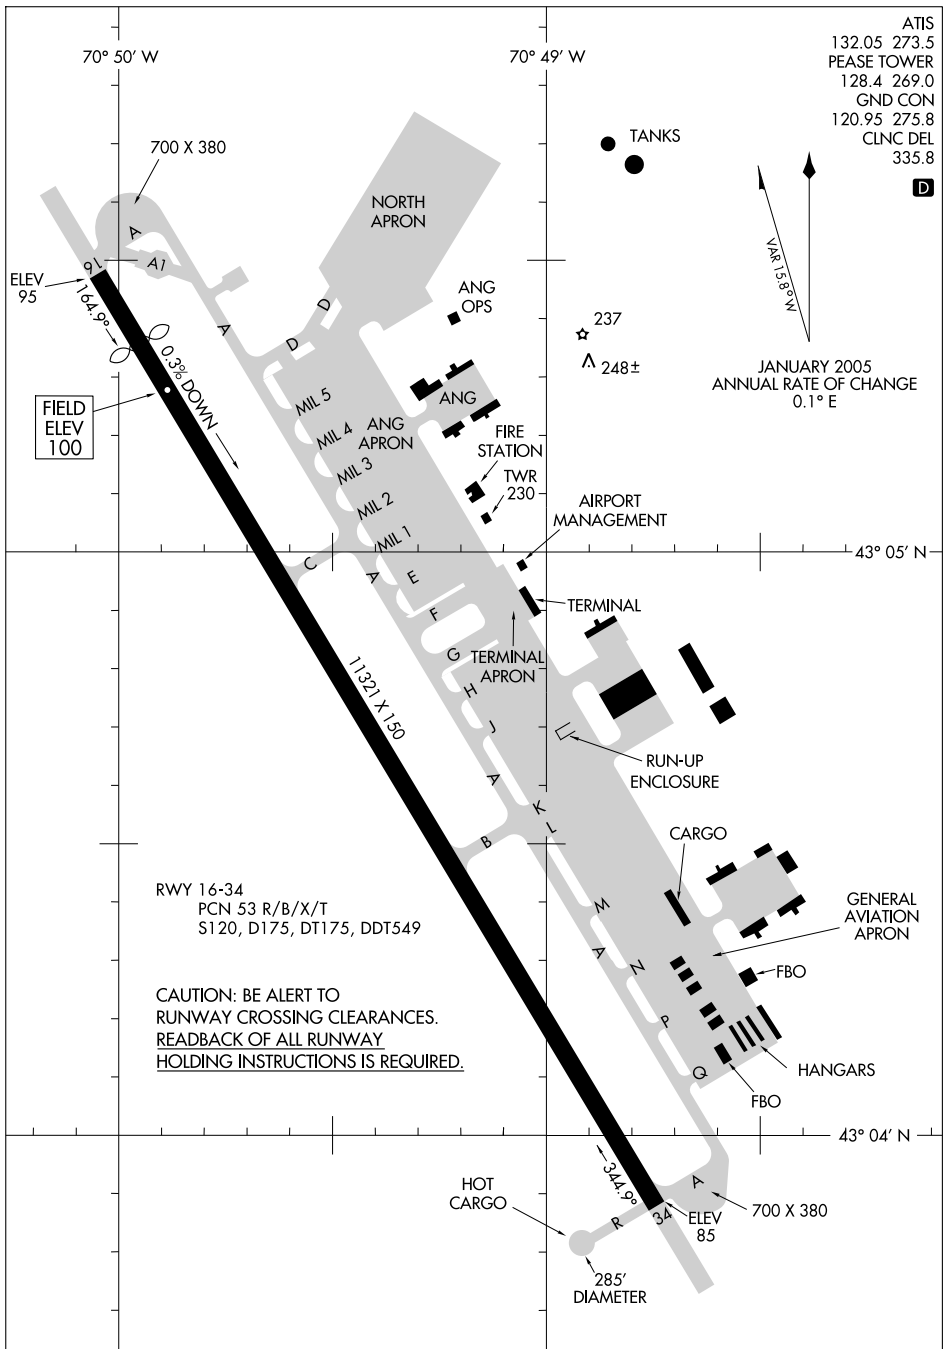 ATIS
132.05 273.5
PEASE TOWER
128.4 269.0
GND CON
120.95 275.8
CLNC DEL
335.8
D
70° 50' W
70° 49' W
700 X 380
TANKS
NORTH
APRON
VAR 15.8° W
A
A1
16
ELEV
95
164.9°
ANG
OPS
D
D
A
237
248±
JANUARY 2005
ANNUAL RATE OF CHANGE
0.1° E
0.3% DOWN
FIELD
ELEV
100
MIL 5
ANG
MIL 4
ANG
APRON
FIRE
STATION
MIL 3
TWR
230
MIL 2
AIRPORT
MANAGEMENT
MIL 1
43° 05' N
C
A
E
F
TERMINAL
G
TERMINAL
APRON
H
11321 X 150
J
A
RUN-UP
ENCLOSURE
K
L
B
CARGO
RWY 16-34
PCN 53 R/B/X/T
S120, D175, DT175, DDT549
M
GENERAL
AVIATION
APRON
A
N
FBO
CAUTION: BE ALERT TO
RUNWAY CROSSING CLEARANCES.
READBACK OF ALL RUNWAY
HOLDING INSTRUCTIONS IS REQUIRED.
P
Q
HANGARS
FBO
43° 04' N
344.9°
HOT
CARGO
A
R
34
ELEV
85
700 X 380
285'
DIAMETER